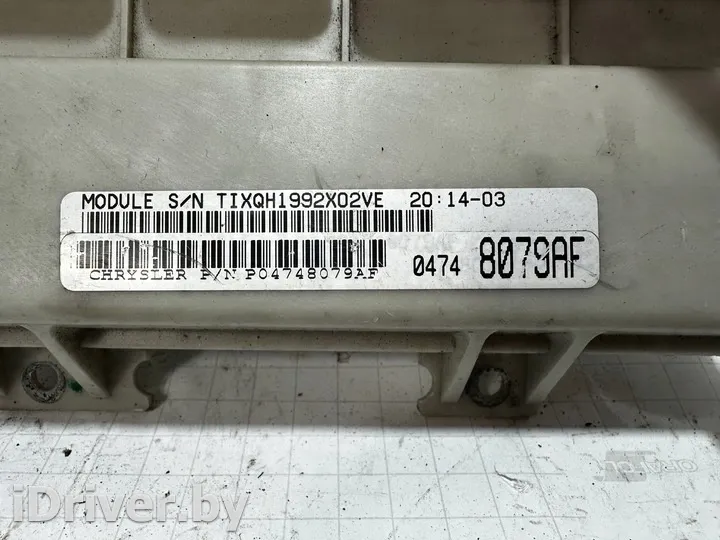 MODULE S/N TIXQH1992X02VE 20:14-03
CHRYSLER P/N P04748079AF 0474 8079AF
iDriver.by